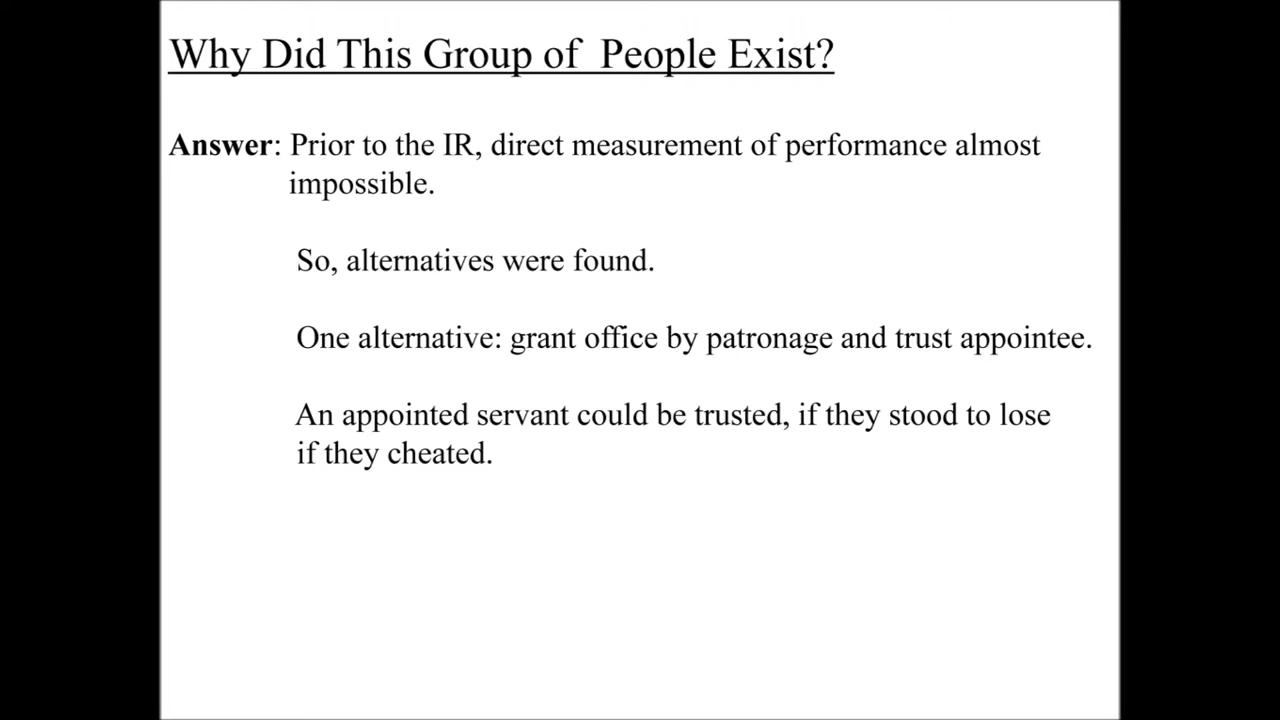 Why Did This Group of People Exist?
Answer: Prior to the IR, direct measurement of performance almost
impossible.
So, alternatives were found.
One alternative: grant office by patronage and trust appointee.
An appointed servant could be trusted, if they stood to lose
if they cheated.